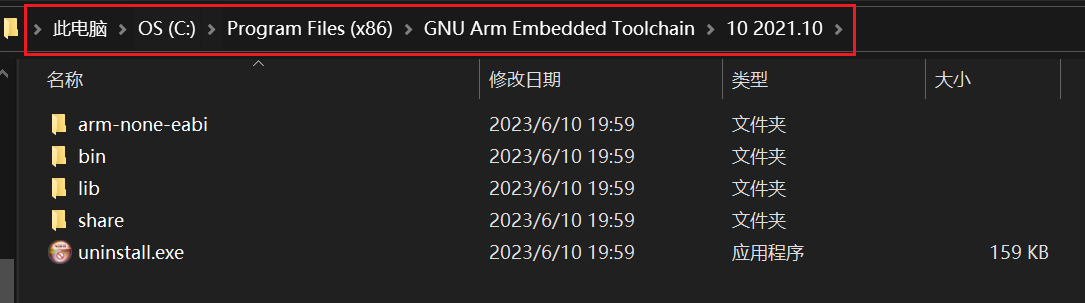 此电脑 OS (C:) Program Files (x86) GNU Arm Embedded Toolchain 10 2021.10
名称 修改日期 类型 大小
arm-none-eabi 2023/6/10 19:59 文件夹
bin 2023/6/10 19:59 文件夹
lib 2023/6/10 19:59 文件夹
share 2023/6/10 19:59 文件夹
uninstall.exe 2023/6/10 19:59 应用程序 159 KB